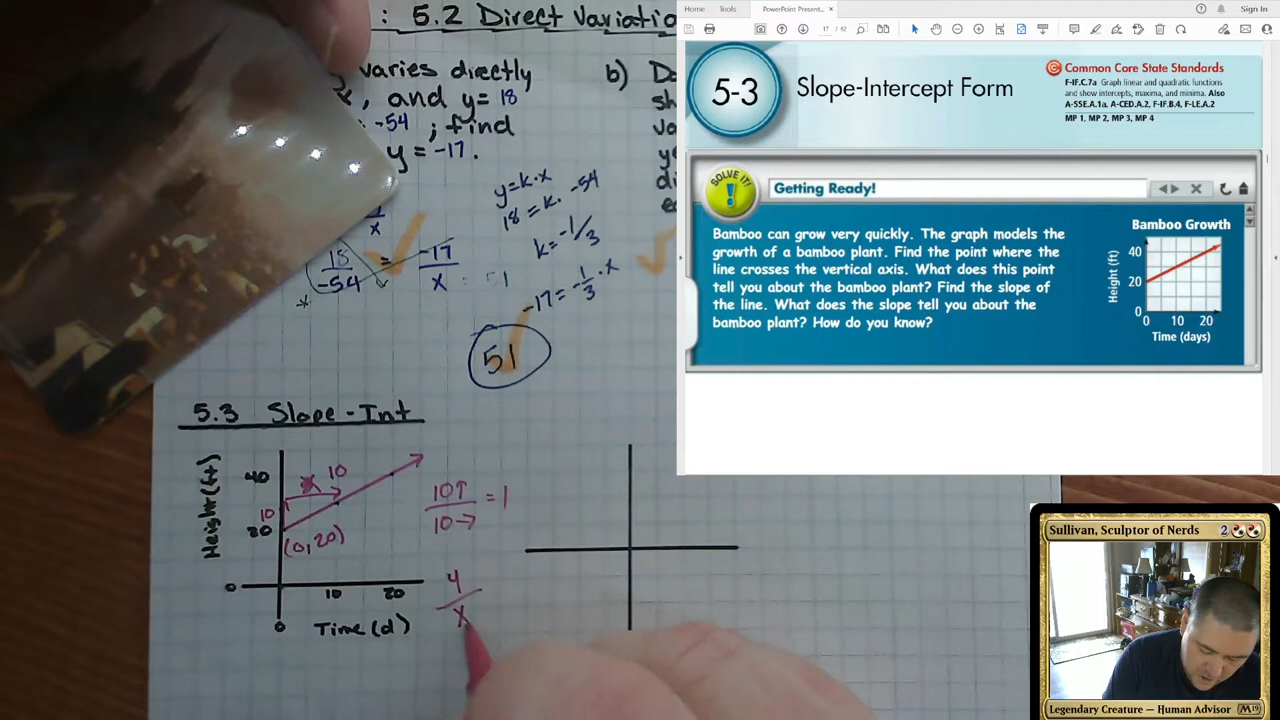 : 5.2 Direct Variatio
varies directly
, and y= 18
-54 ; find
y = -17.
b)
x
18 = -17
-54 x = 51
y=k·x
18 = k· -54
k= -1/3
-17= -1/3 ·x
51
5.3 Slope-Int
Height(ft)
40
20
0
10
10
(0,20)
10 20
0
Time(d)
10↑ = 1
10→
y
x
Home Tools PowerPoint Present... × Sign In
17 / 62
5-3 Slope-Intercept Form
Common Core State Standards
F-IF.C.7a Graph linear and quadratic functions
and show intercepts, maxima, and minima. Also
A-SSE.A.1a, A-CED.A.2, F-IF.B.4, F-LE.A.2
MP 1, MP 2, MP 3, MP 4
SOLVE IT!
Getting Ready!
Bamboo can grow very quickly. The graph models the
growth of a bamboo plant. Find the point where the
line crosses the vertical axis. What does this point
tell you about the bamboo plant? Find the slope of
the line. What does the slope tell you about the
bamboo plant? How do you know?
Bamboo Growth
Height (ft)
40
20
0
0 10 20
Time (days)
Sullivan, Sculptor of Nerds 2
Legendary Creature — Human Advisor M19